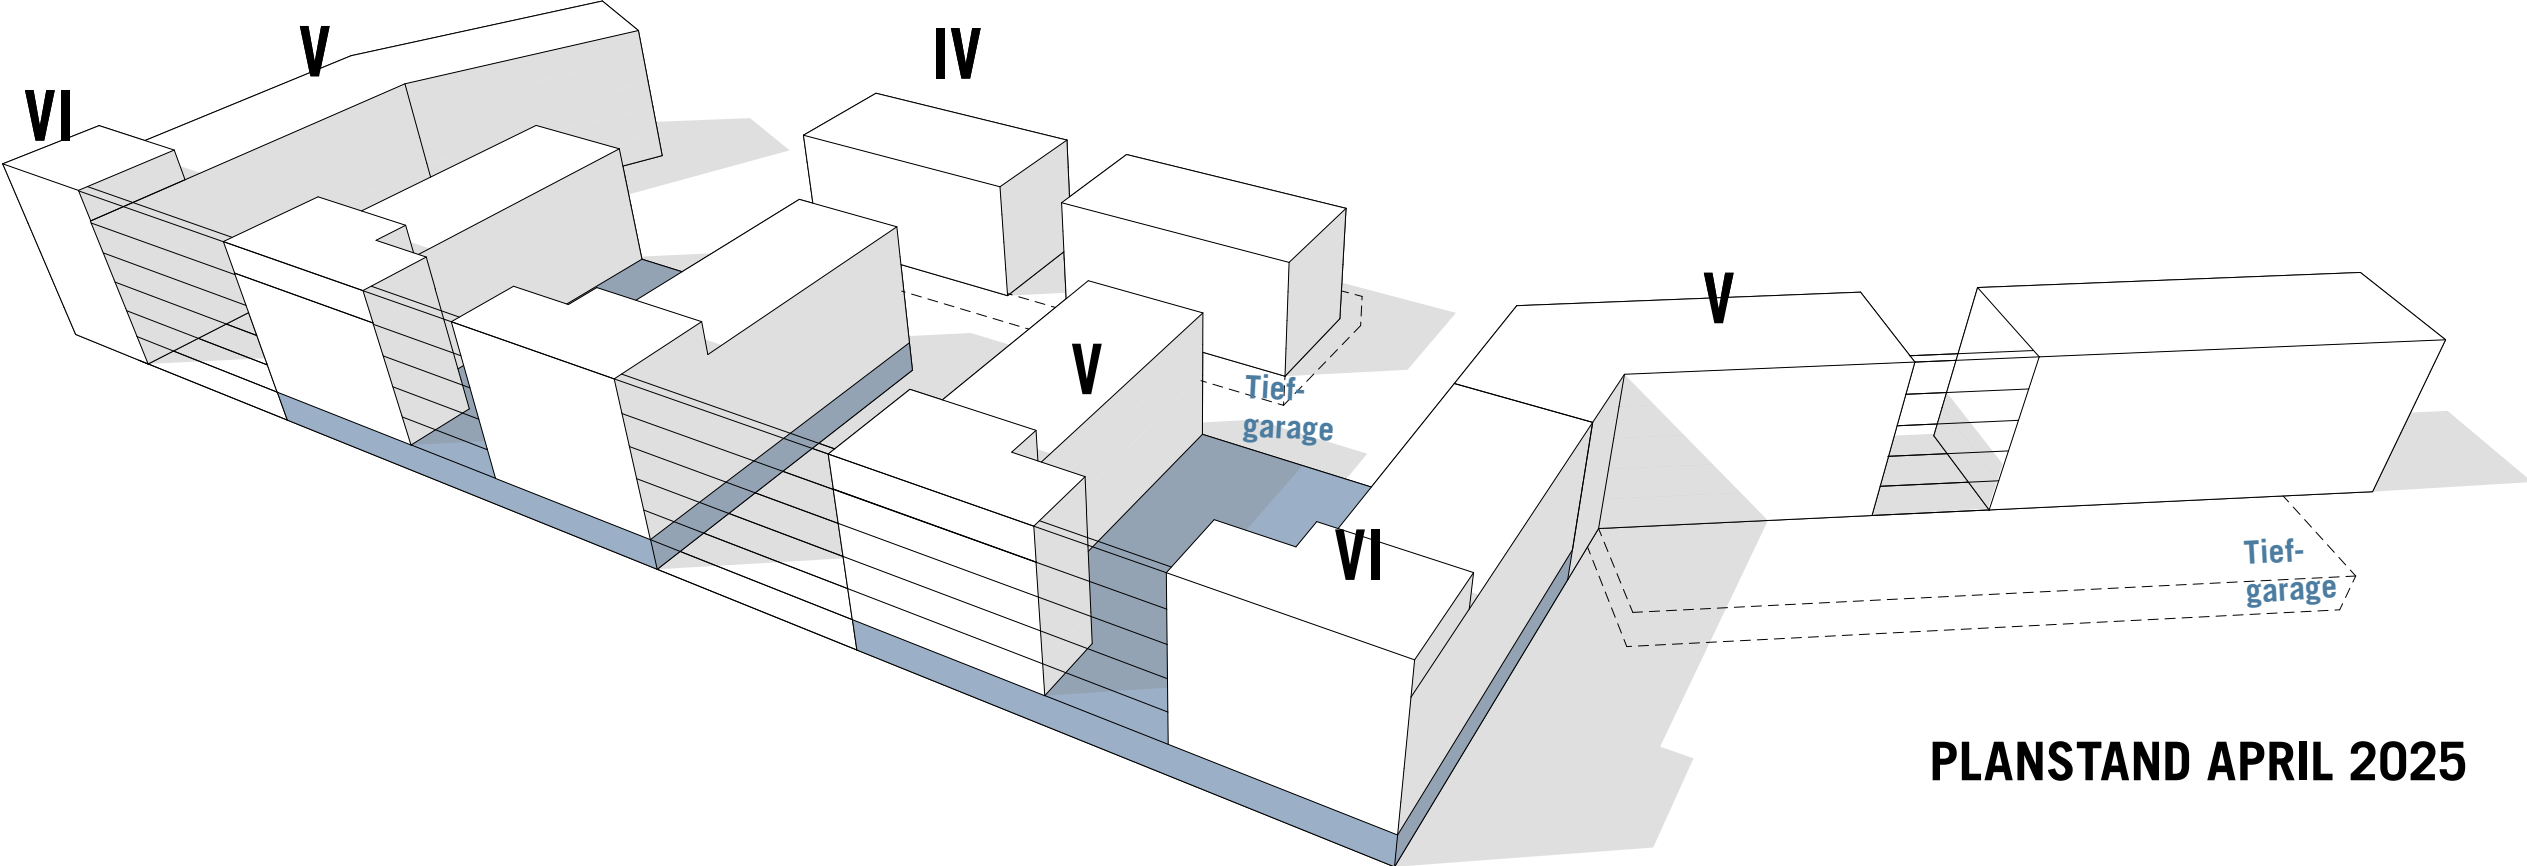 V
IV
VI
V
V
Tief-
garage
VI
Tief-
garage
PLANSTAND APRIL 2025